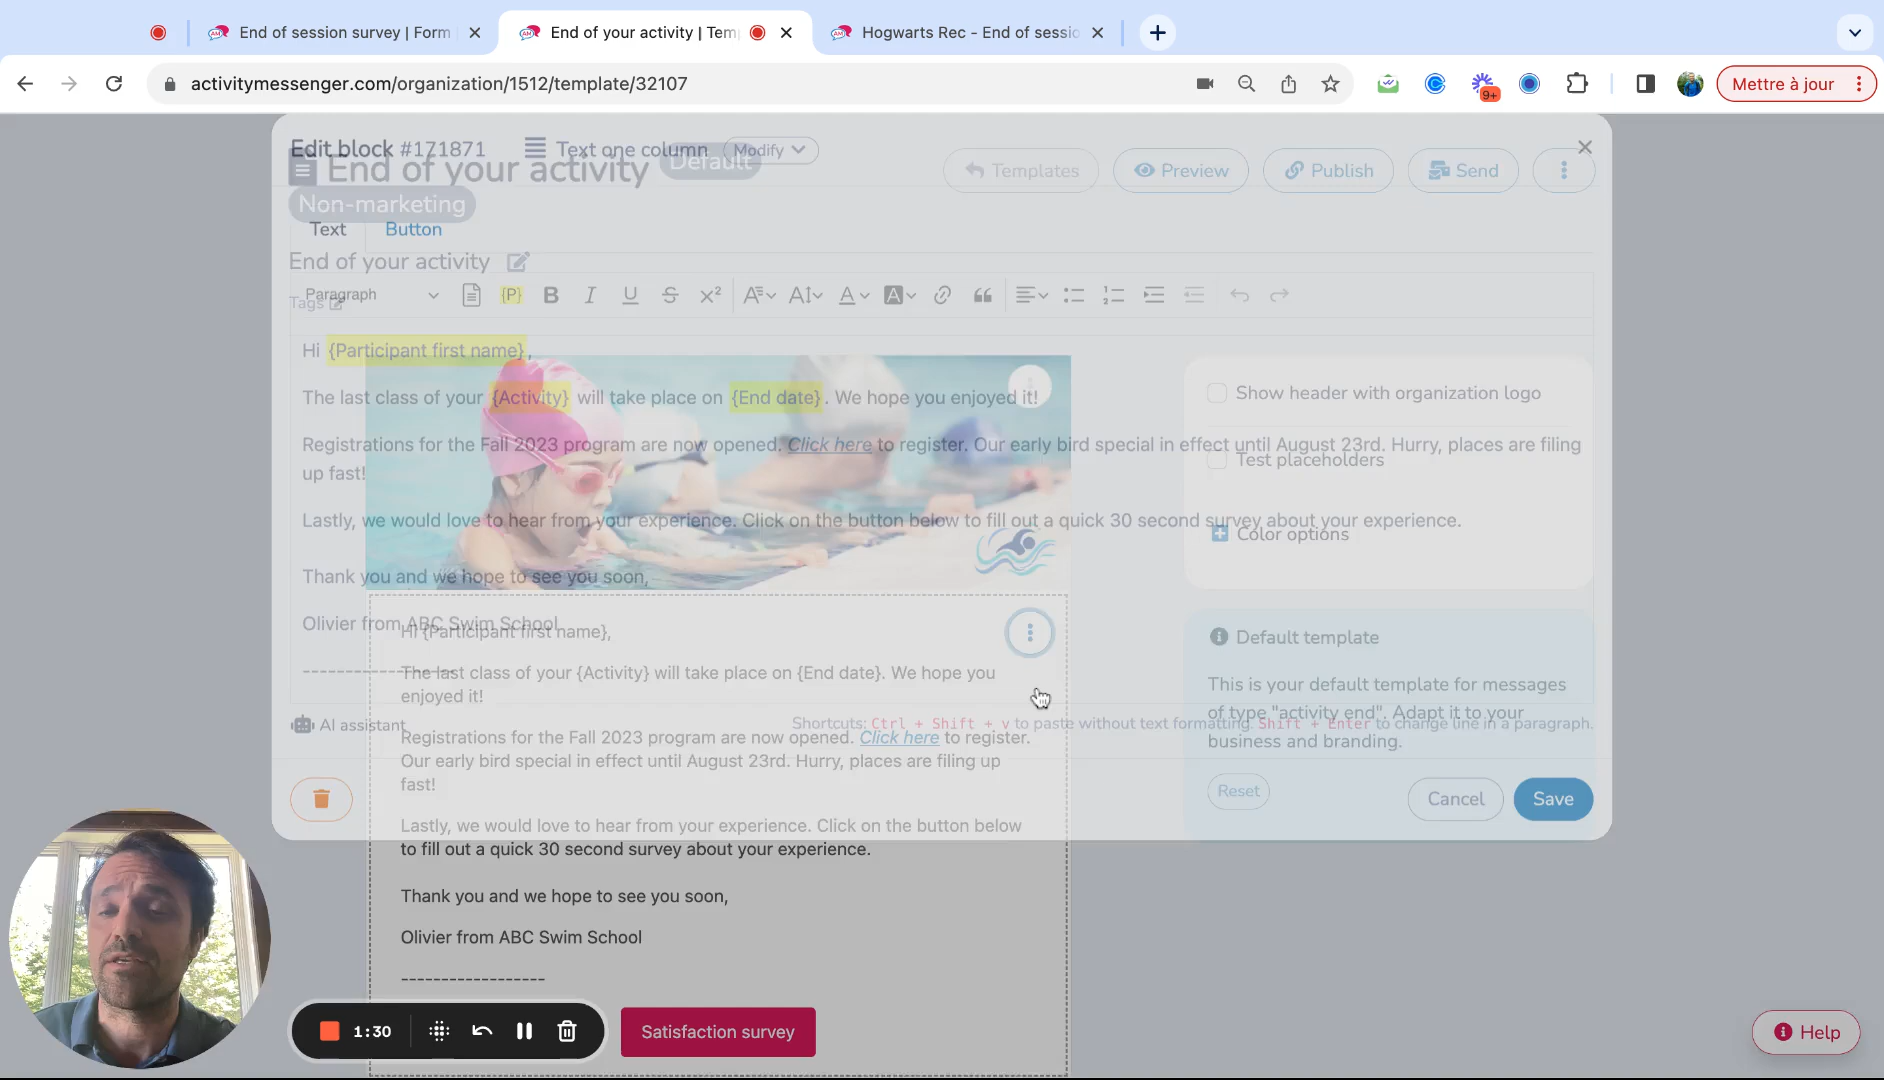 End of session survey | Form
End of your activity | Tem
Hogwarts Rec - End of sessio
activitymessenger.com/organization/1512/template/32107
9+
Mettre à jour
Edit block #171871
Text one column
Modify
End of your activity
Default
Non-marketing
Templates
Preview
Publish
Send
Text
Button
End of your activity
Tags
Paragraph
{P}
Hi {Participant first name},
The last class of your {Activity} will take place on {End date}. We hope you enjoyed it!
Registrations for the Fall 2023 program are now opened. Click here to register. Our early bird special in effect until August 23rd. Hurry, places are filing
up fast!
Lastly, we would love to hear from your experience. Click on the button below to fill out a quick 30 second survey about your experience.
Thank you and we hope to see you soon,
Olivier from ABC Swim School
------------------
AI assistant
Shortcuts: Ctrl + Shift + v to paste without text formatting. Shift + Enter to change line in a paragraph.
Cancel
Save
Show header with organization logo
Test placeholders
Color options
Default template
This is your default template for messages
of type "activity end". Adapt it to your
business and branding.
Reset
Hi {Participant first name},
The last class of your {Activity} will take place on {End date}. We hope you
enjoyed it!
Registrations for the Fall 2023 program are now opened. Click here to register.
Our early bird special in effect until August 23rd. Hurry, places are filing up
fast!
Lastly, we would love to hear from your experience. Click on the button below
to fill out a quick 30 second survey about your experience.
Thank you and we hope to see you soon,
Olivier from ABC Swim School
------------------
Satisfaction survey
1:30
Help